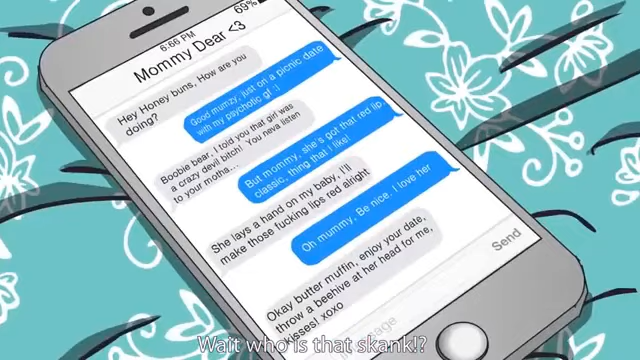 69%
6:66 PM
Mommy Dear <3
Hey Honey buns, How are you
doing?
Good mumzy, just on a picnic date
with my psychotic gf :)
Boobie bear, I told you that girl was
a crazy devil bitch! You neva listen
to your motha...
But mommy, she's got that red lip,
classic, thing that I like!
She lays a hand on my baby, I'll
make those fucking lips red alright
Oh mummy, Be nice. I love her
Okay butter muffin, enjoy your date,
throw a beehive at her head for me,
kisses! xoxo
Send
Wait who is that skank!?